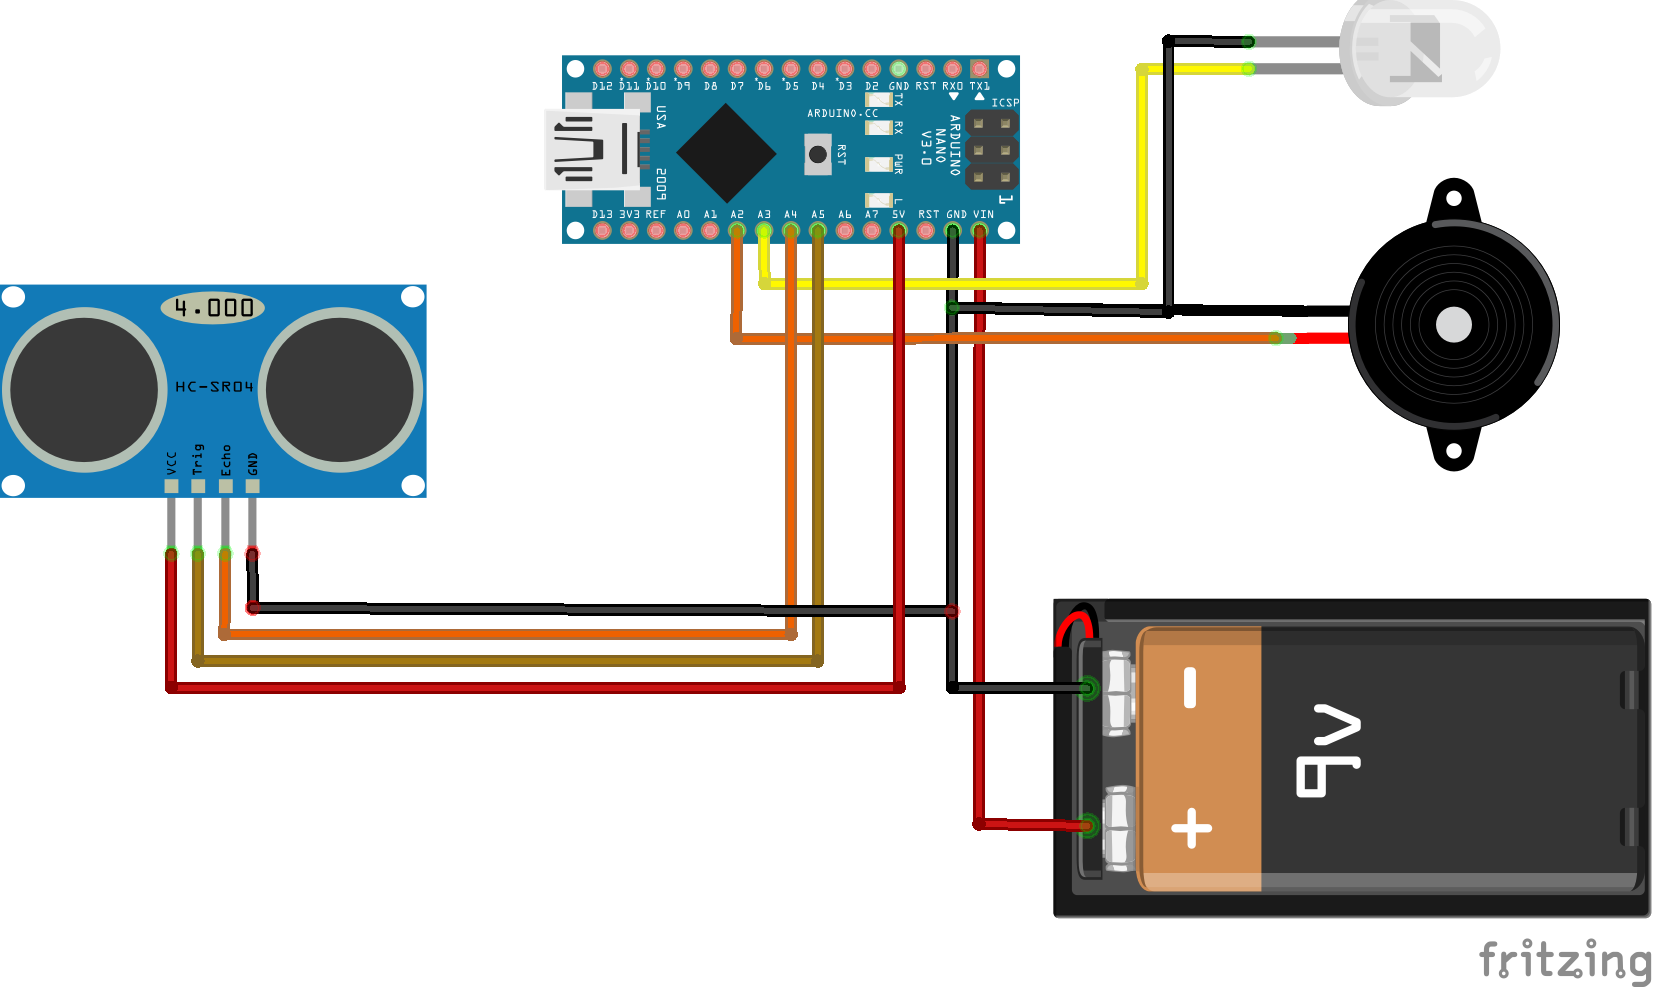 D12 D11 D10 D9 D8 D7 D6 D5 D4 D3 D2 GND RST RX0 TX1
TX
ICSP
USA
ARDUINO.CC
RX
ARDUINO
NANO
V3.0
RST
PWR
2009
L
1
D13 3V3 REF A0 A1 A2 A3 A4 A5 A6 A7 5V RST GND VIN
4.000
HC-SR04
VCC
Trig
Echo
GND
9V
-
+
fritzing